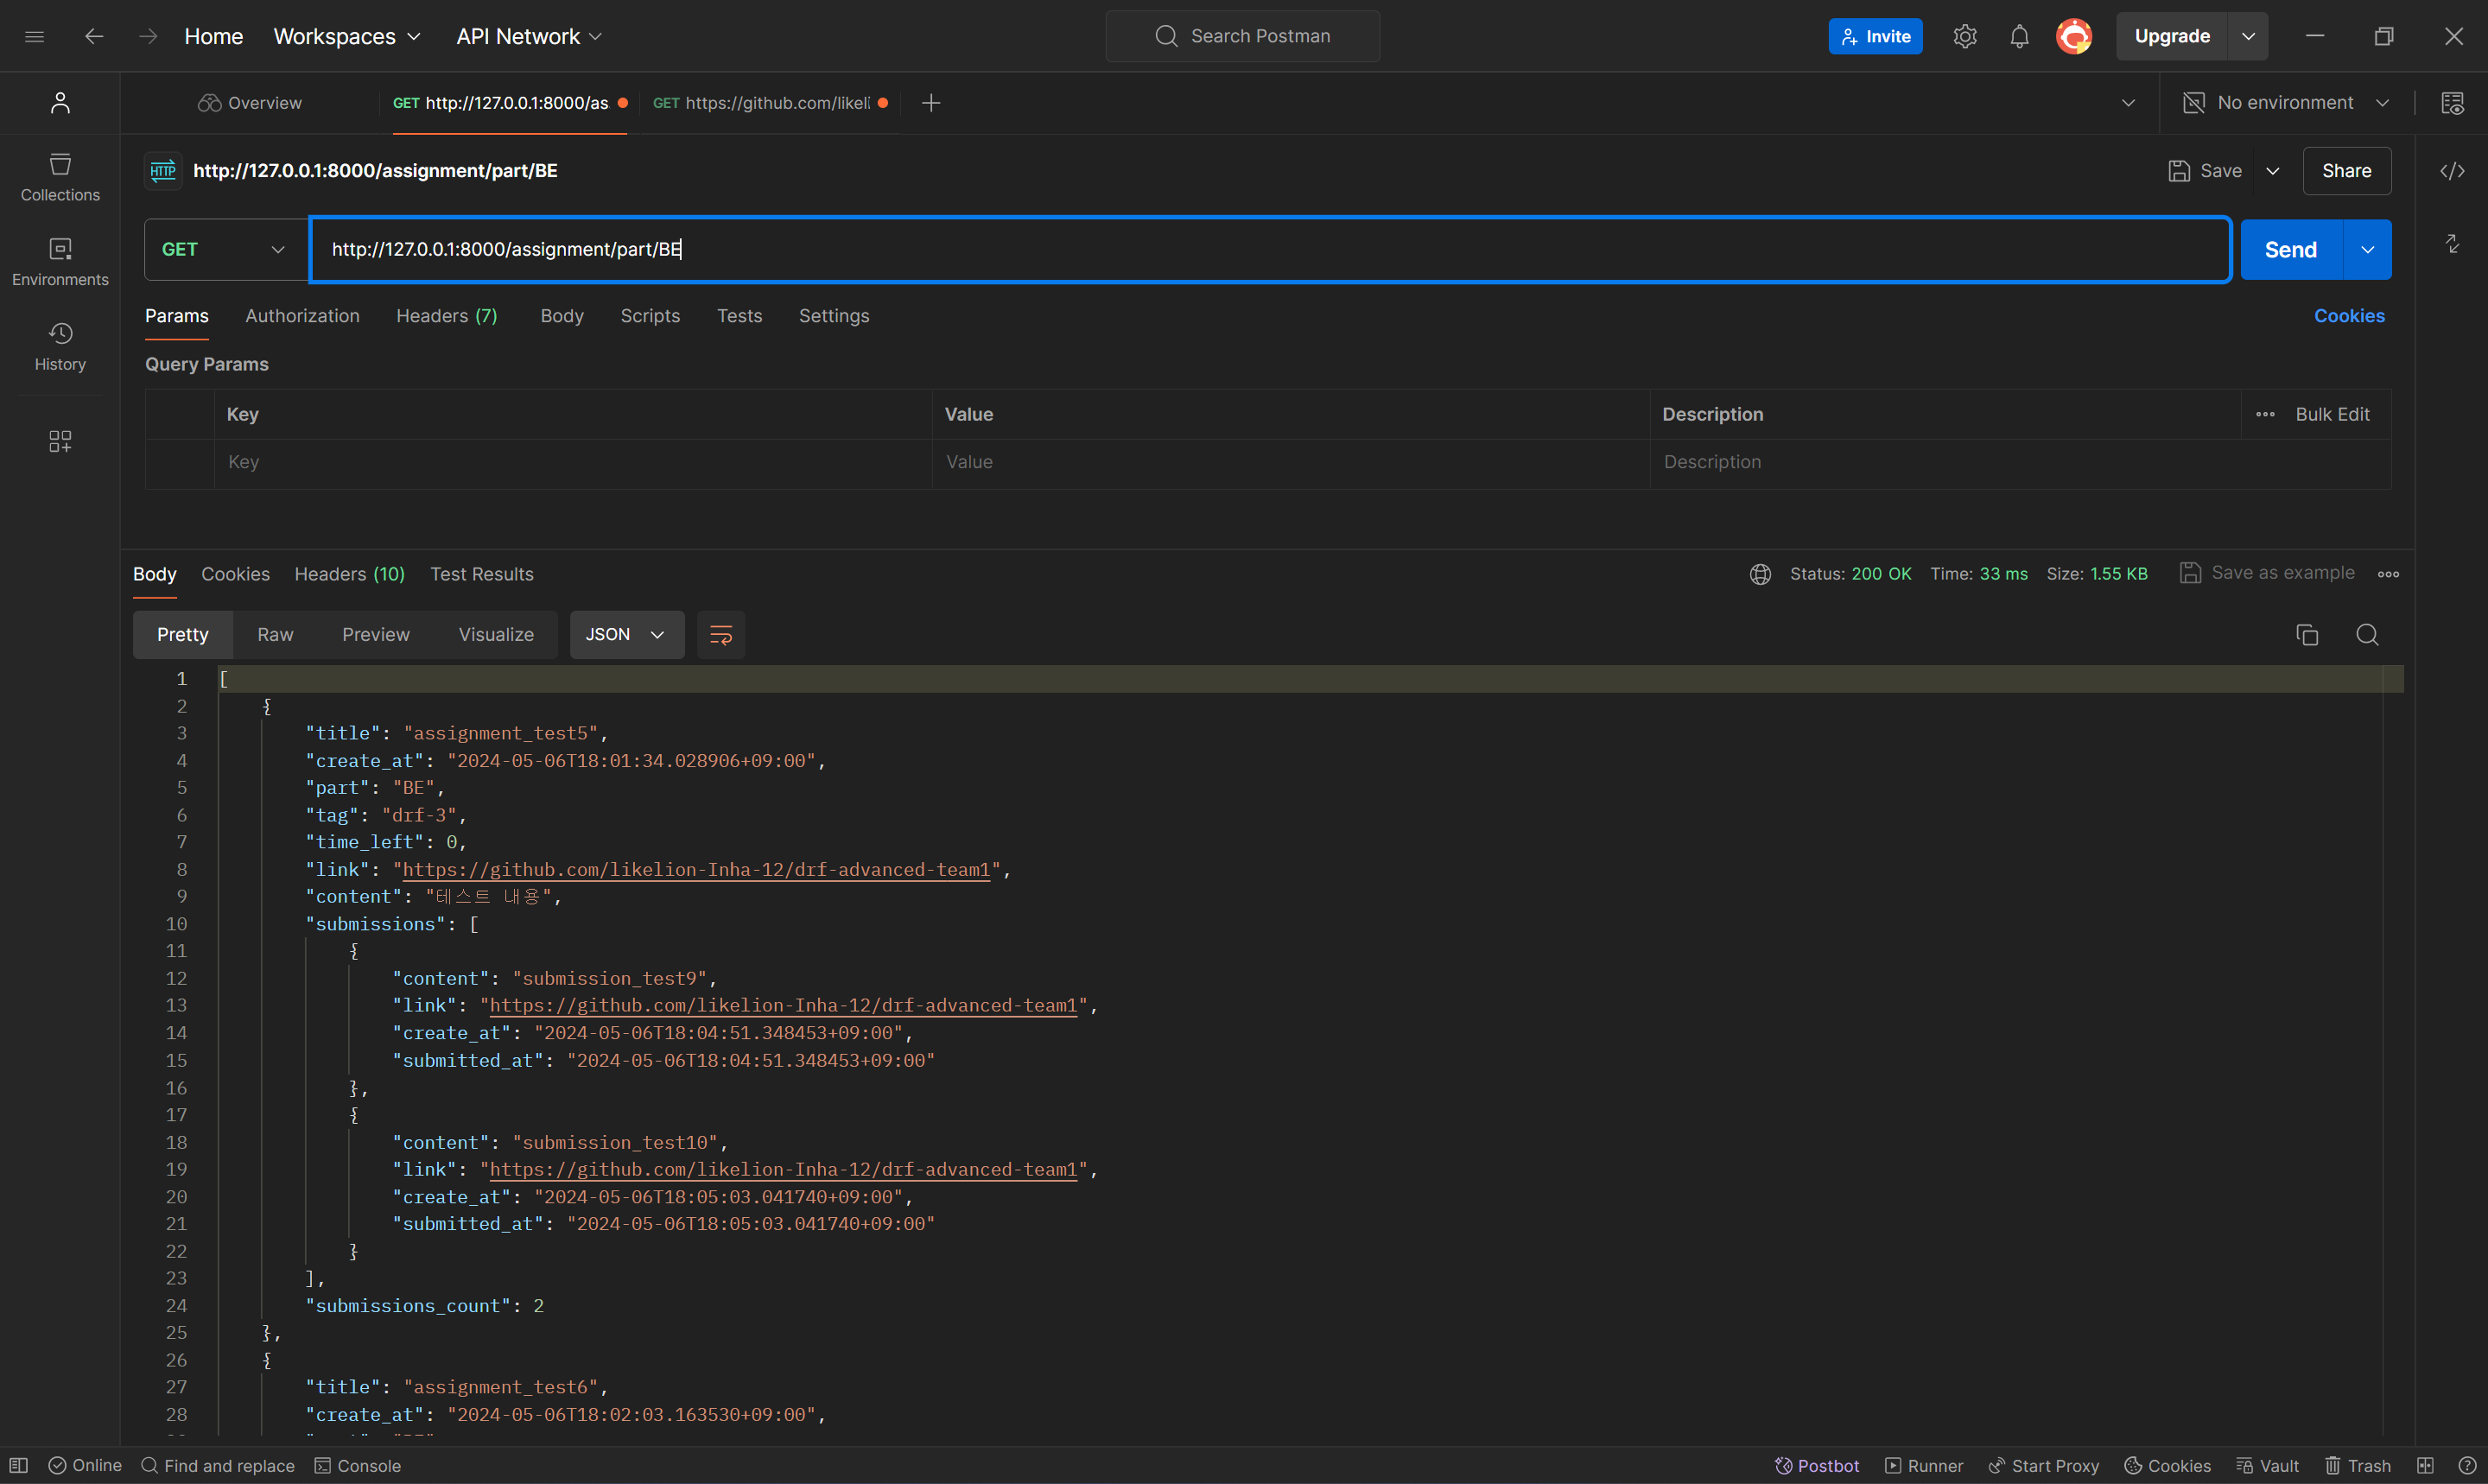 Home Workspaces API Network Search Postman Invite Upgrade
Overview GET http://127.0.0.1:8000/as GET https://github.com/likeli No environment
HTTP http://127.0.0.1:8000/assignment/part/BE Save Share
Collections
GET http://127.0.0.1:8000/assignment/part/BE Send
Environments
Params Authorization Headers (7) Body Scripts Tests Settings Cookies
History
Query Params
Key Value Description Bulk Edit
Key Value Description
Body Cookies Headers (10) Test Results Status: 200 OK Time: 33 ms Size: 1.55 KB Save as example
Pretty Raw Preview Visualize JSON
1 [
2 {
3 "title": "assignment_test5",
4 "create_at": "2024-05-06T18:01:34.028906+09:00",
5 "part": "BE",
6 "tag": "drf-3",
7 "time_left": 0,
8 "link": "https://github.com/likelion-Inha-12/drf-advanced-team1",
9 "content": "테스트 내용",
10 "submissions": [
11 {
12 "content": "submission_test9",
13 "link": "https://github.com/likelion-Inha-12/drf-advanced-team1",
14 "create_at": "2024-05-06T18:04:51.348453+09:00",
15 "submitted_at": "2024-05-06T18:04:51.348453+09:00"
16 },
17 {
18 "content": "submission_test10",
19 "link": "https://github.com/likelion-Inha-12/drf-advanced-team1",
20 "create_at": "2024-05-06T18:05:03.041740+09:00",
21 "submitted_at": "2024-05-06T18:05:03.041740+09:00"
22 }
23 ],
24 "submissions_count": 2
25 },
26 {
27 "title": "assignment_test6",
28 "create_at": "2024-05-06T18:02:03.163530+09:00",
Online Find and replace Console Postbot Runner Start Proxy Cookies Vault Trash